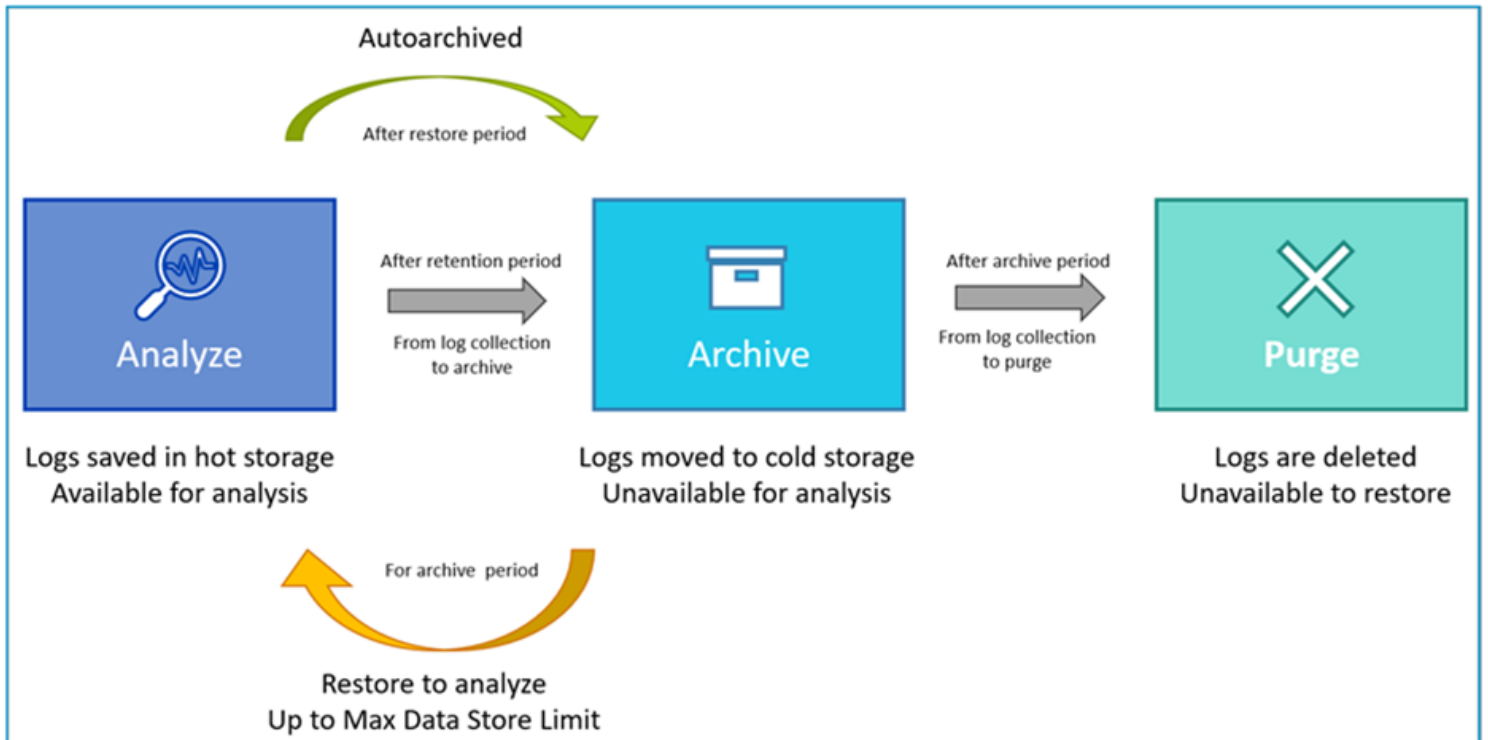 Autoarchived
After restore period
Analyze
After retention period
From log collection
to archive
Archive
After archive period
From log collection
to purge
Purge
Logs saved in hot storage
Available for analysis
Logs moved to cold storage
Unavailable for analysis
Logs are deleted
Unavailable to restore
For archive period
Restore to analyze
Up to Max Data Store Limit